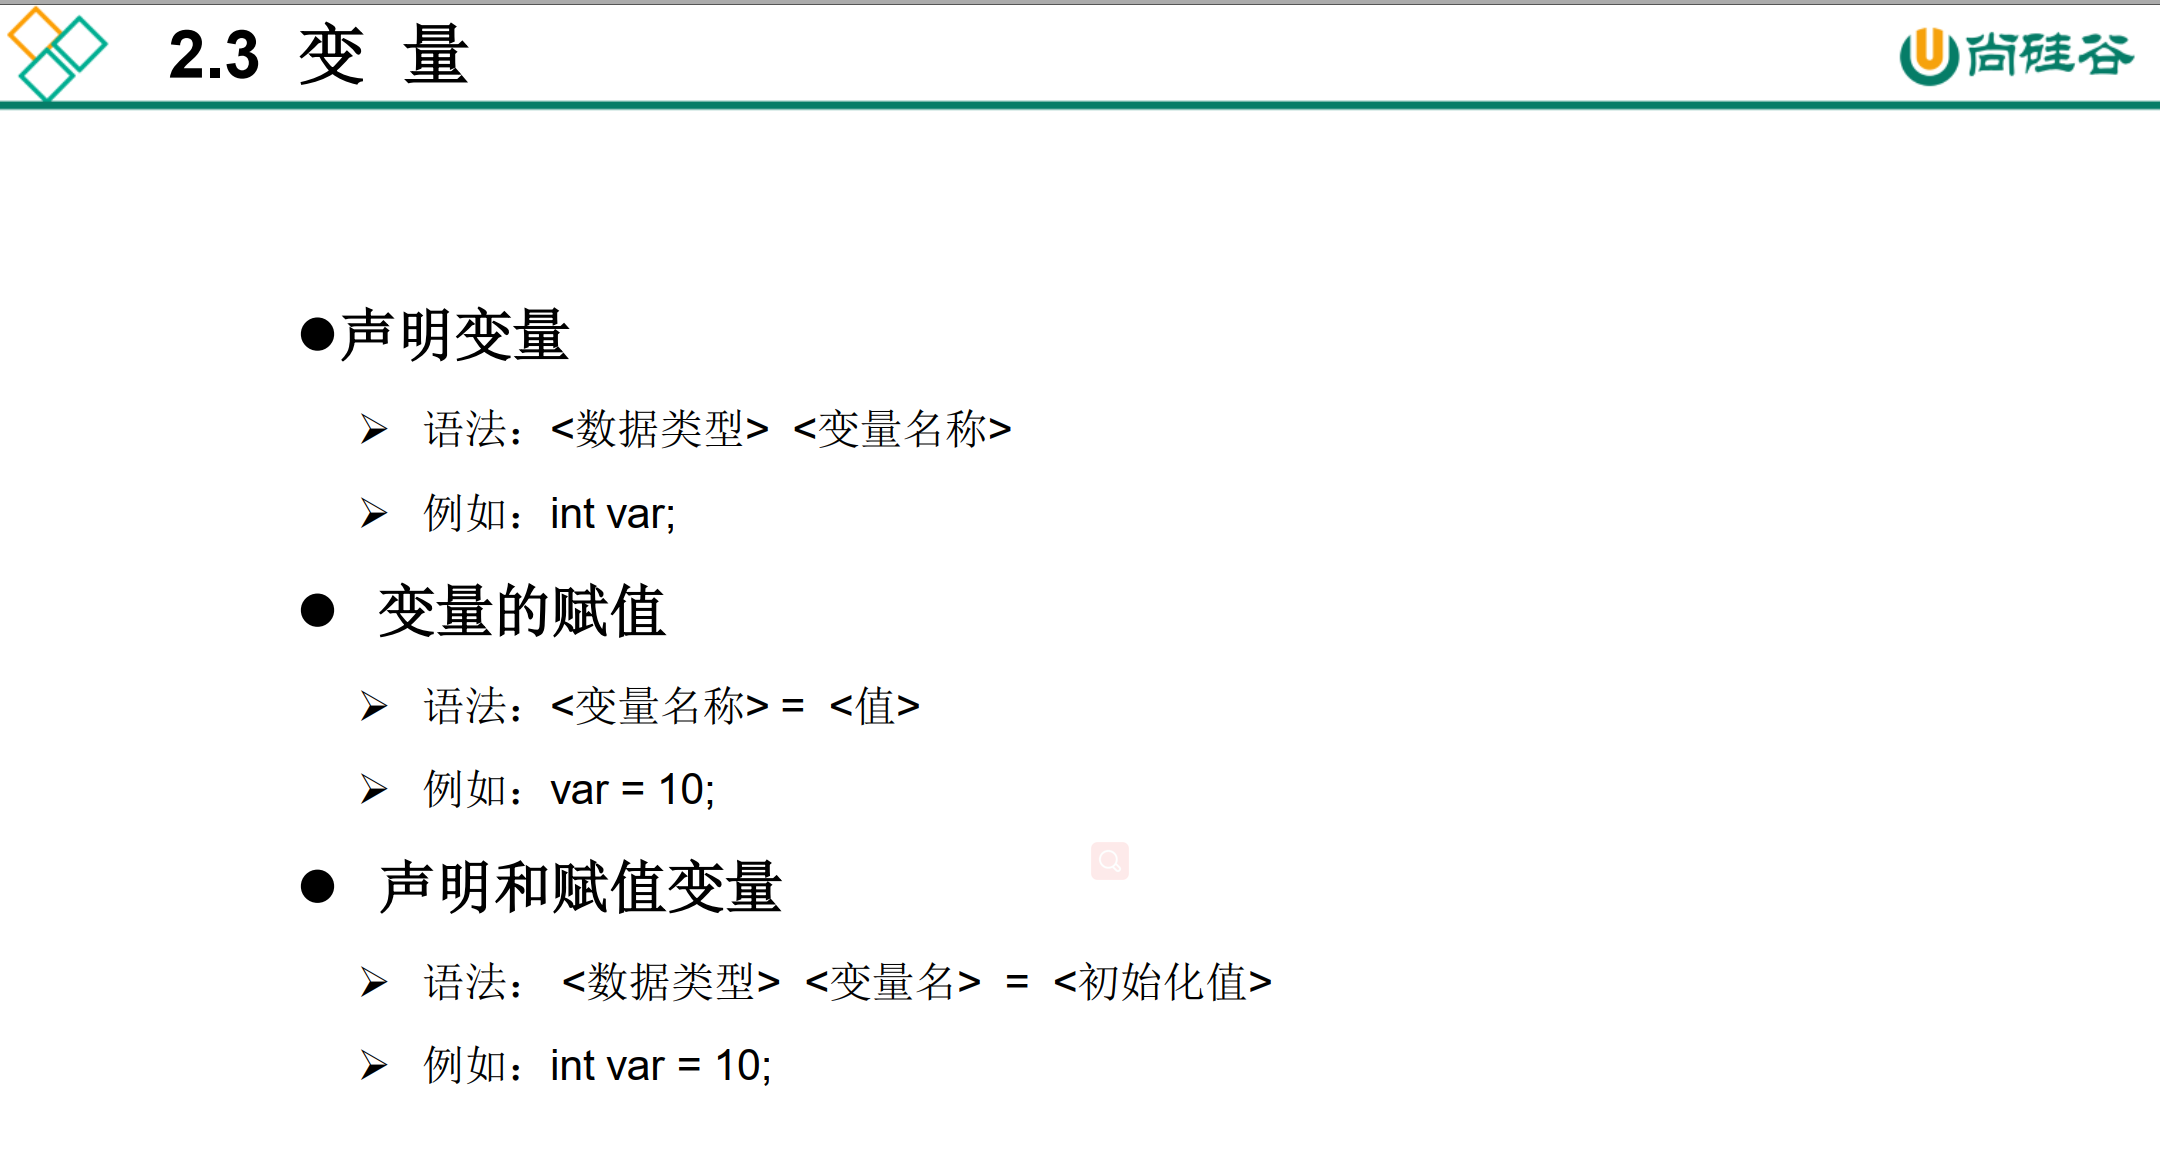 2.3 变 量
尚硅谷
●声明变量
➢ 语法：<数据类型> <变量名称>
➢ 例如：int var;
● 变量的赋值
➢ 语法：<变量名称> = <值>
➢ 例如：var = 10;
● 声明和赋值变量
➢ 语法： <数据类型> <变量名> = <初始化值>
➢ 例如：int var = 10;